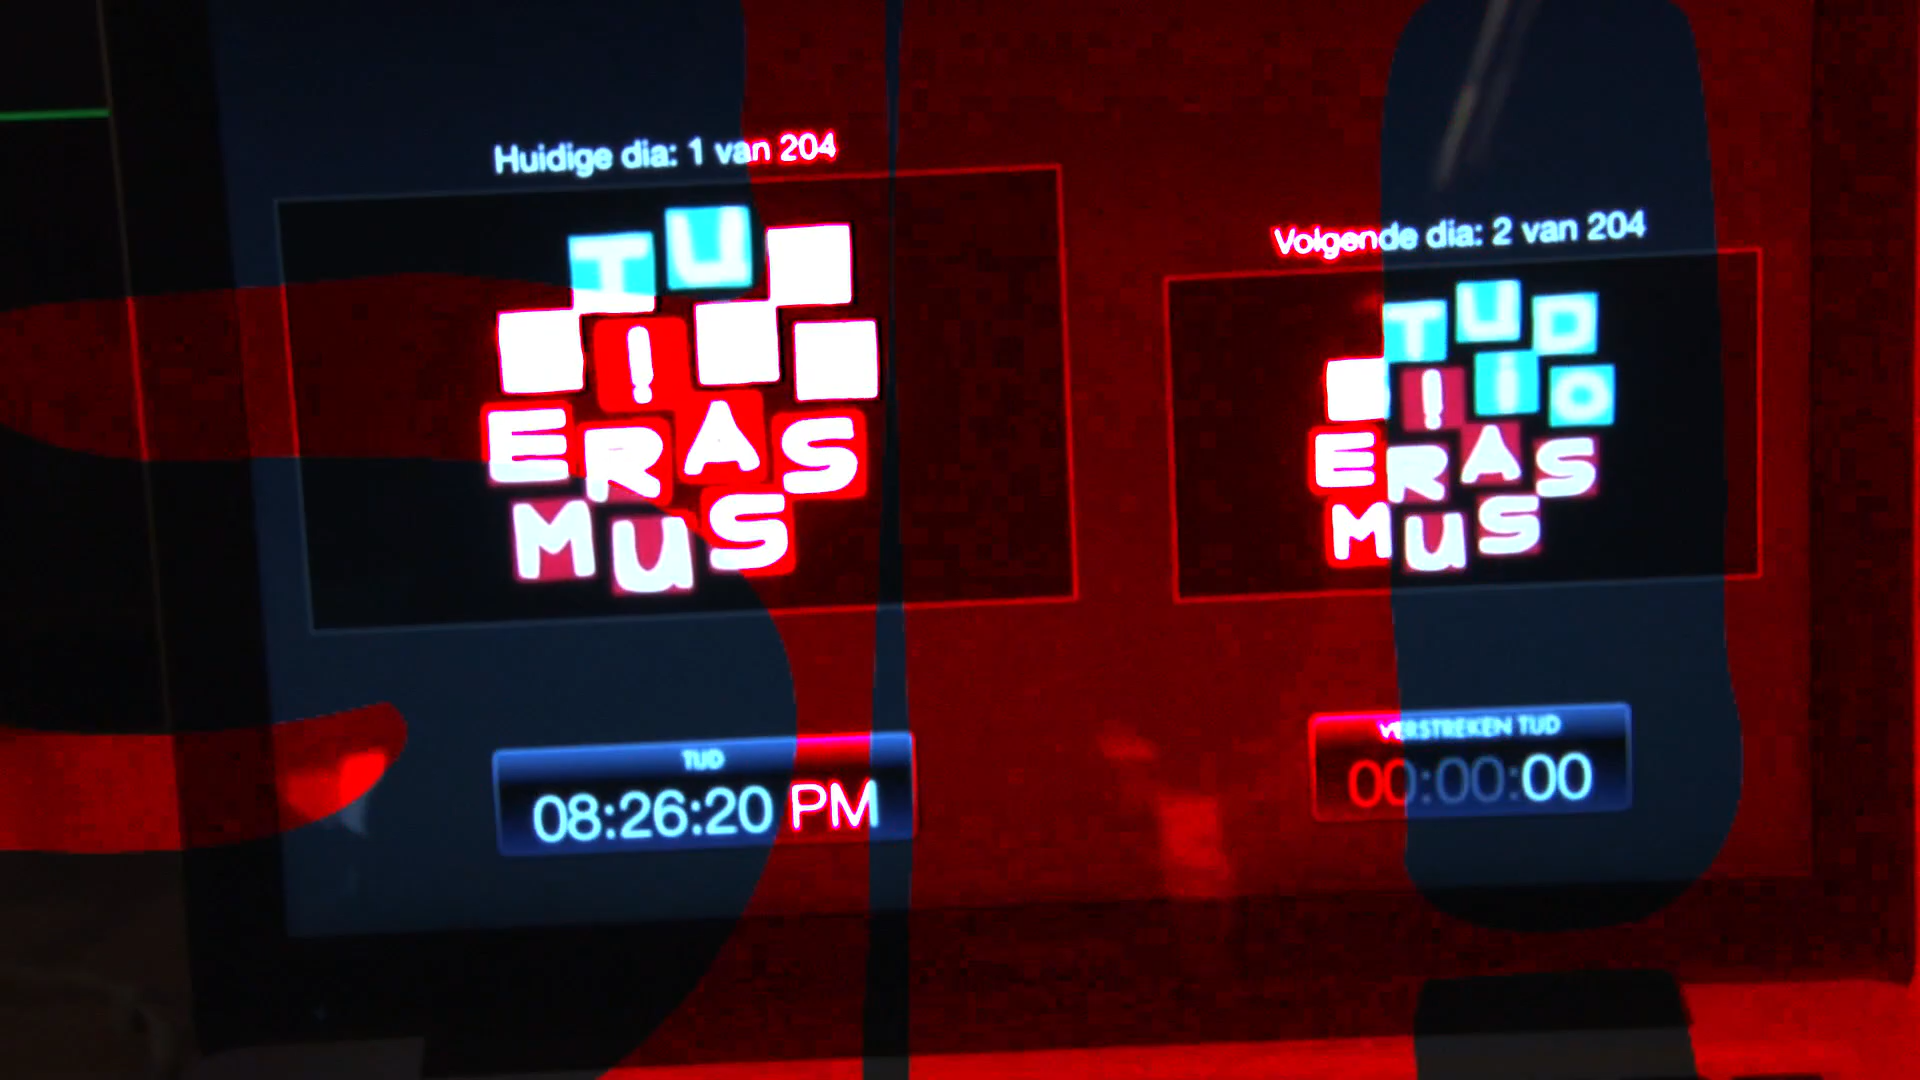 Huidige dia: 1 van 204
TU
!
ERAS
MUS
TIJD
08:26:20 PM
Volgende dia: 2 van 204
TUD
!IO
ERAS
MUS
VERSTREKEN TIJD
00:00:00